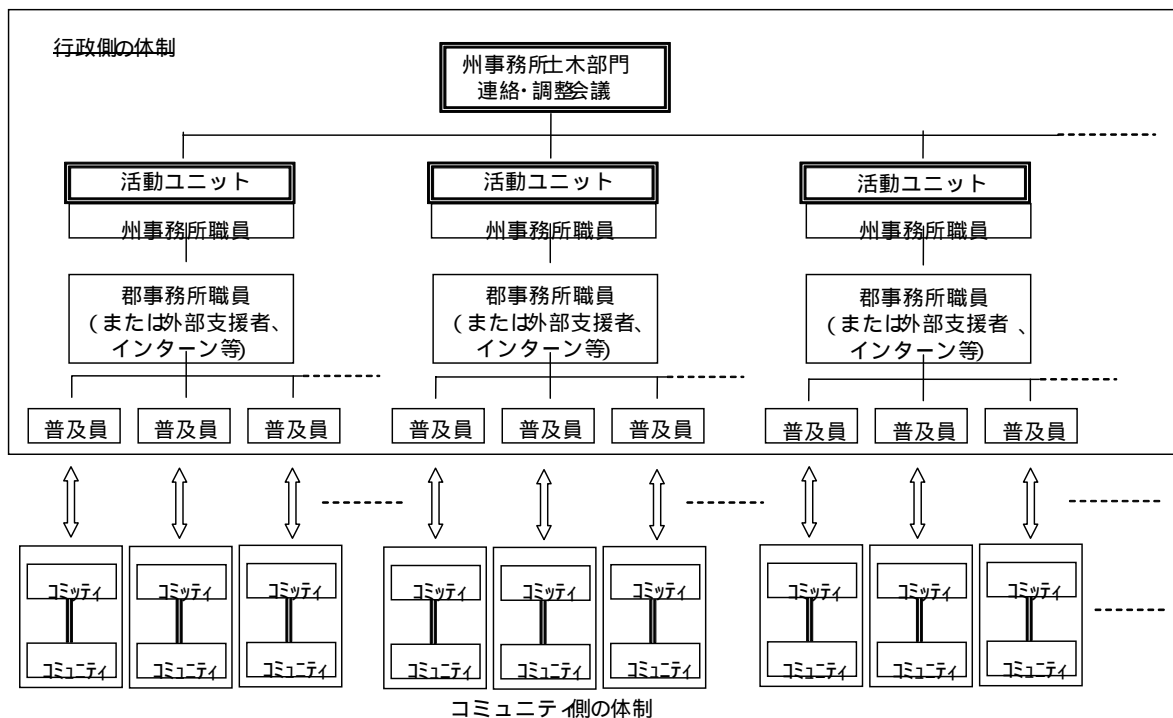 行政側の体制
州事務所土木部門
連絡・調整会議
活動ユニット
活動ユニット
活動ユニット
州事務所職員
州事務所職員
州事務所職員
郡事務所職員
(または外部支援者、
インターン等)
郡事務所職員
(または外部支援者、
インターン等)
郡事務所職員
(または外部支援者、
インターン等)
普及員
普及員
普及員
普及員
普及員
普及員
普及員
普及員
普及員
コミッティ
コミッティ
コミッティ
コミッティ
コミッティ
コミッティ
コミッティ
コミッティ
コミッティ
コミュニティ
コミュニティ
コミュニティ
コミュニティ
コミュニティ
コミュニティ
コミュニティ
コミュニティ
コミュニティ
コミュニティ側の体制